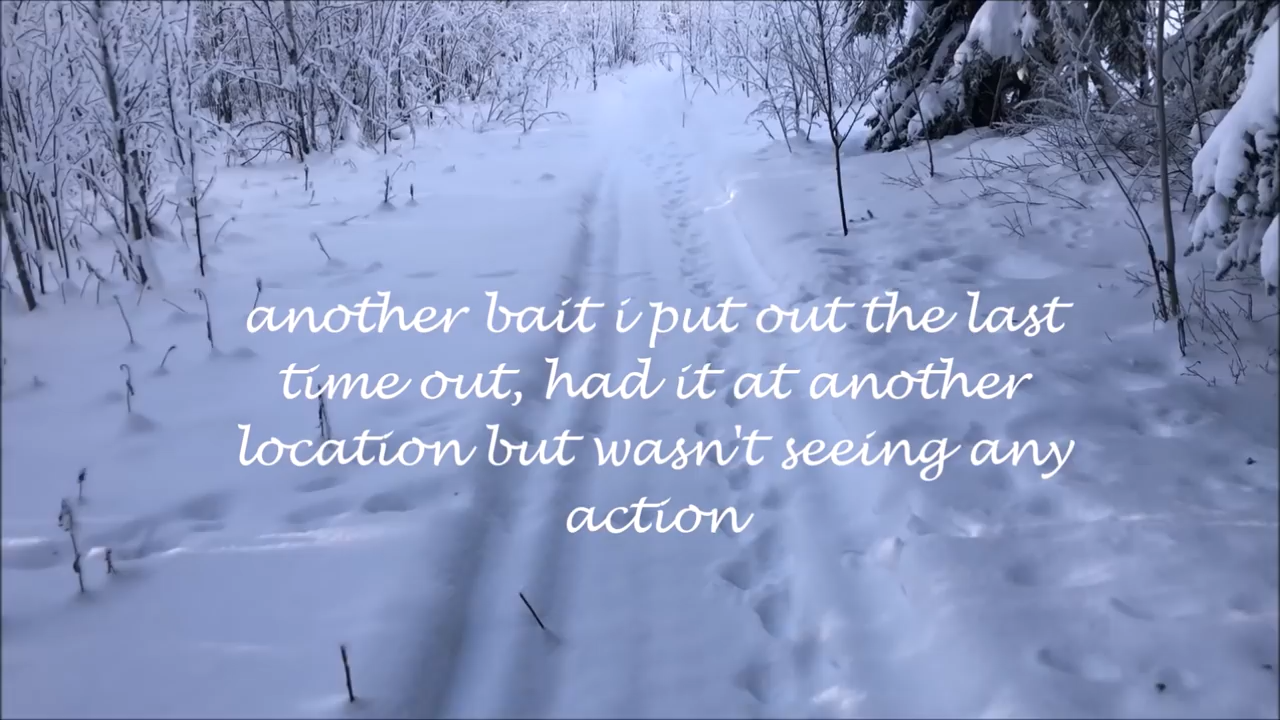 another bait i put out the last
time out, had it at another
location but wasn't seeing any
action